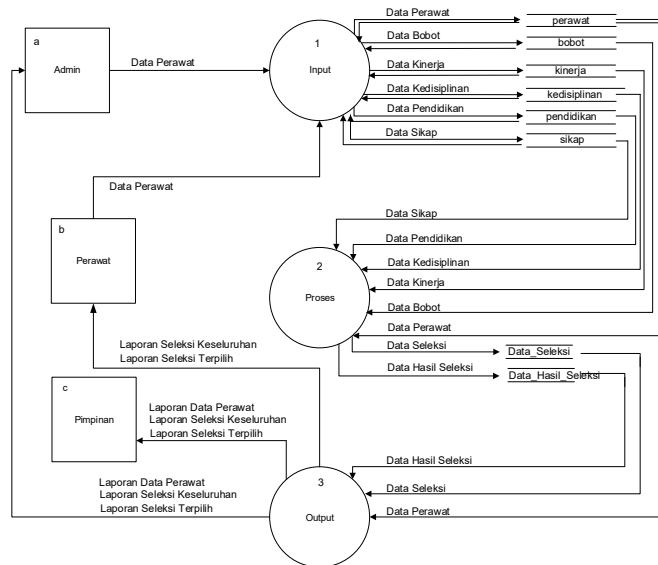 a
Admin
Data Perawat
1
Input
Data Perawat
perawat
Data Bobot
bobot
Data Kinerja
kinerja
Data Kedisiplinan
kedisiplinan
Data Pendidikan
pendidikan
Data Sikap
sikap
Data Perawat
b
Perawat
Data Sikap
Data Pendidikan
Data Kedisiplinan
Data Kinerja
Data Bobot
Data Perawat
2
Proses
Data Seleksi
Data_Seleksi
Data Hasil Seleksi
Data_Hasil_Seleksi
Laporan Seleksi Keseluruhan
Laporan Seleksi Terpilih
c
Pimpinan
Laporan Data Perawat
Laporan Seleksi Keseluruhan
Laporan Seleksi Terpilih
Laporan Data Perawat
Laporan Seleksi Keseluruhan
Laporan Seleksi Terpilih
3
Output
Data Hasil Seleksi
Data Seleksi
Data Perawat